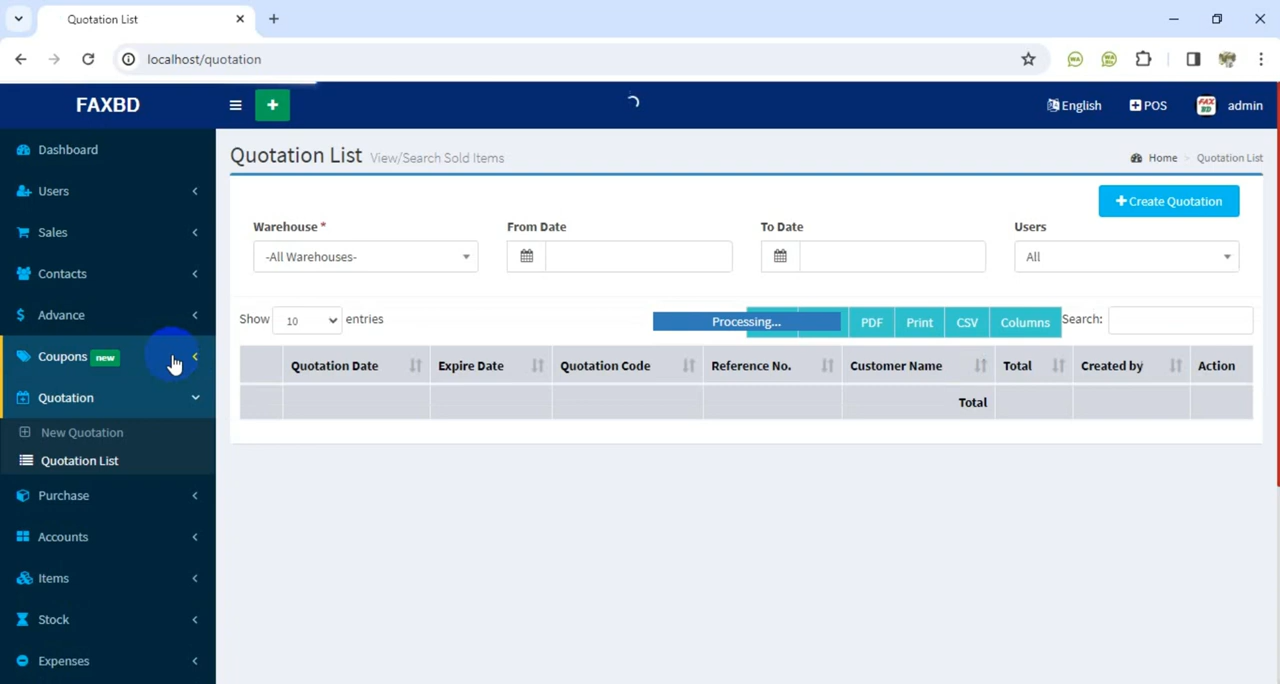 Quotation List
localhost/quotation
FAXBD
English
POS
admin
Dashboard
Users
Sales
Contacts
Advance
Coupons new
Quotation
New Quotation
Quotation List
Purchase
Accounts
Items
Stock
Expenses
Quotation List View/Search Sold Items
Home > Quotation List
Create Quotation
Warehouse * From Date To Date Users
-All Warehouses- All
Show 10 entries
Processing...
PDF Print CSV Columns
Search:
Quotation Date Expire Date Quotation Code Reference No. Customer Name Total Created by Action
Total